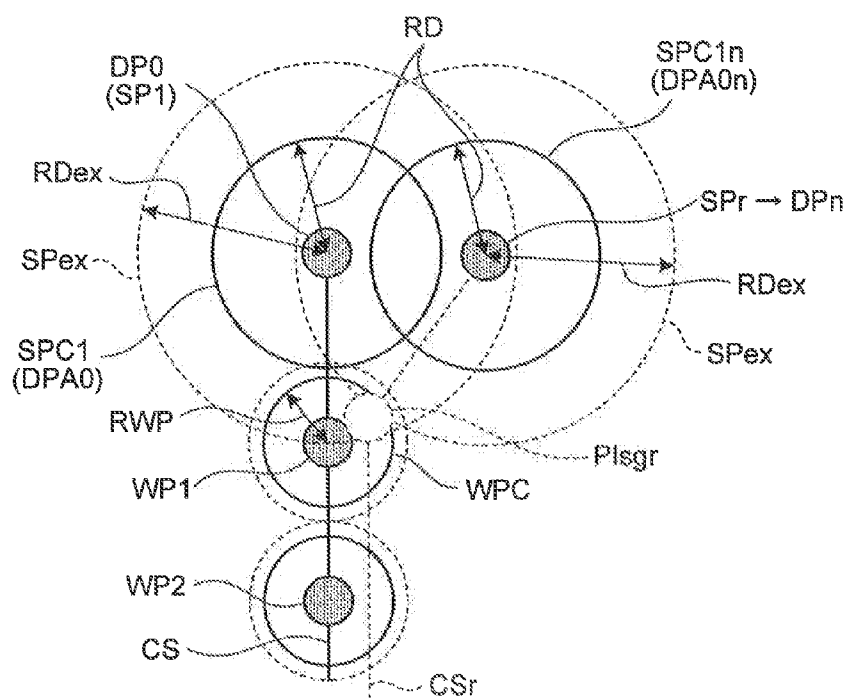 RD
DP0
(SP1)
SPC1n
(DPA0n)
RDex
SPr → DPn
SPex
RDex
SPC1
(DPA0)
SPex
RWP
PIsgr
WP1
WPC
WP2
CS
CSr